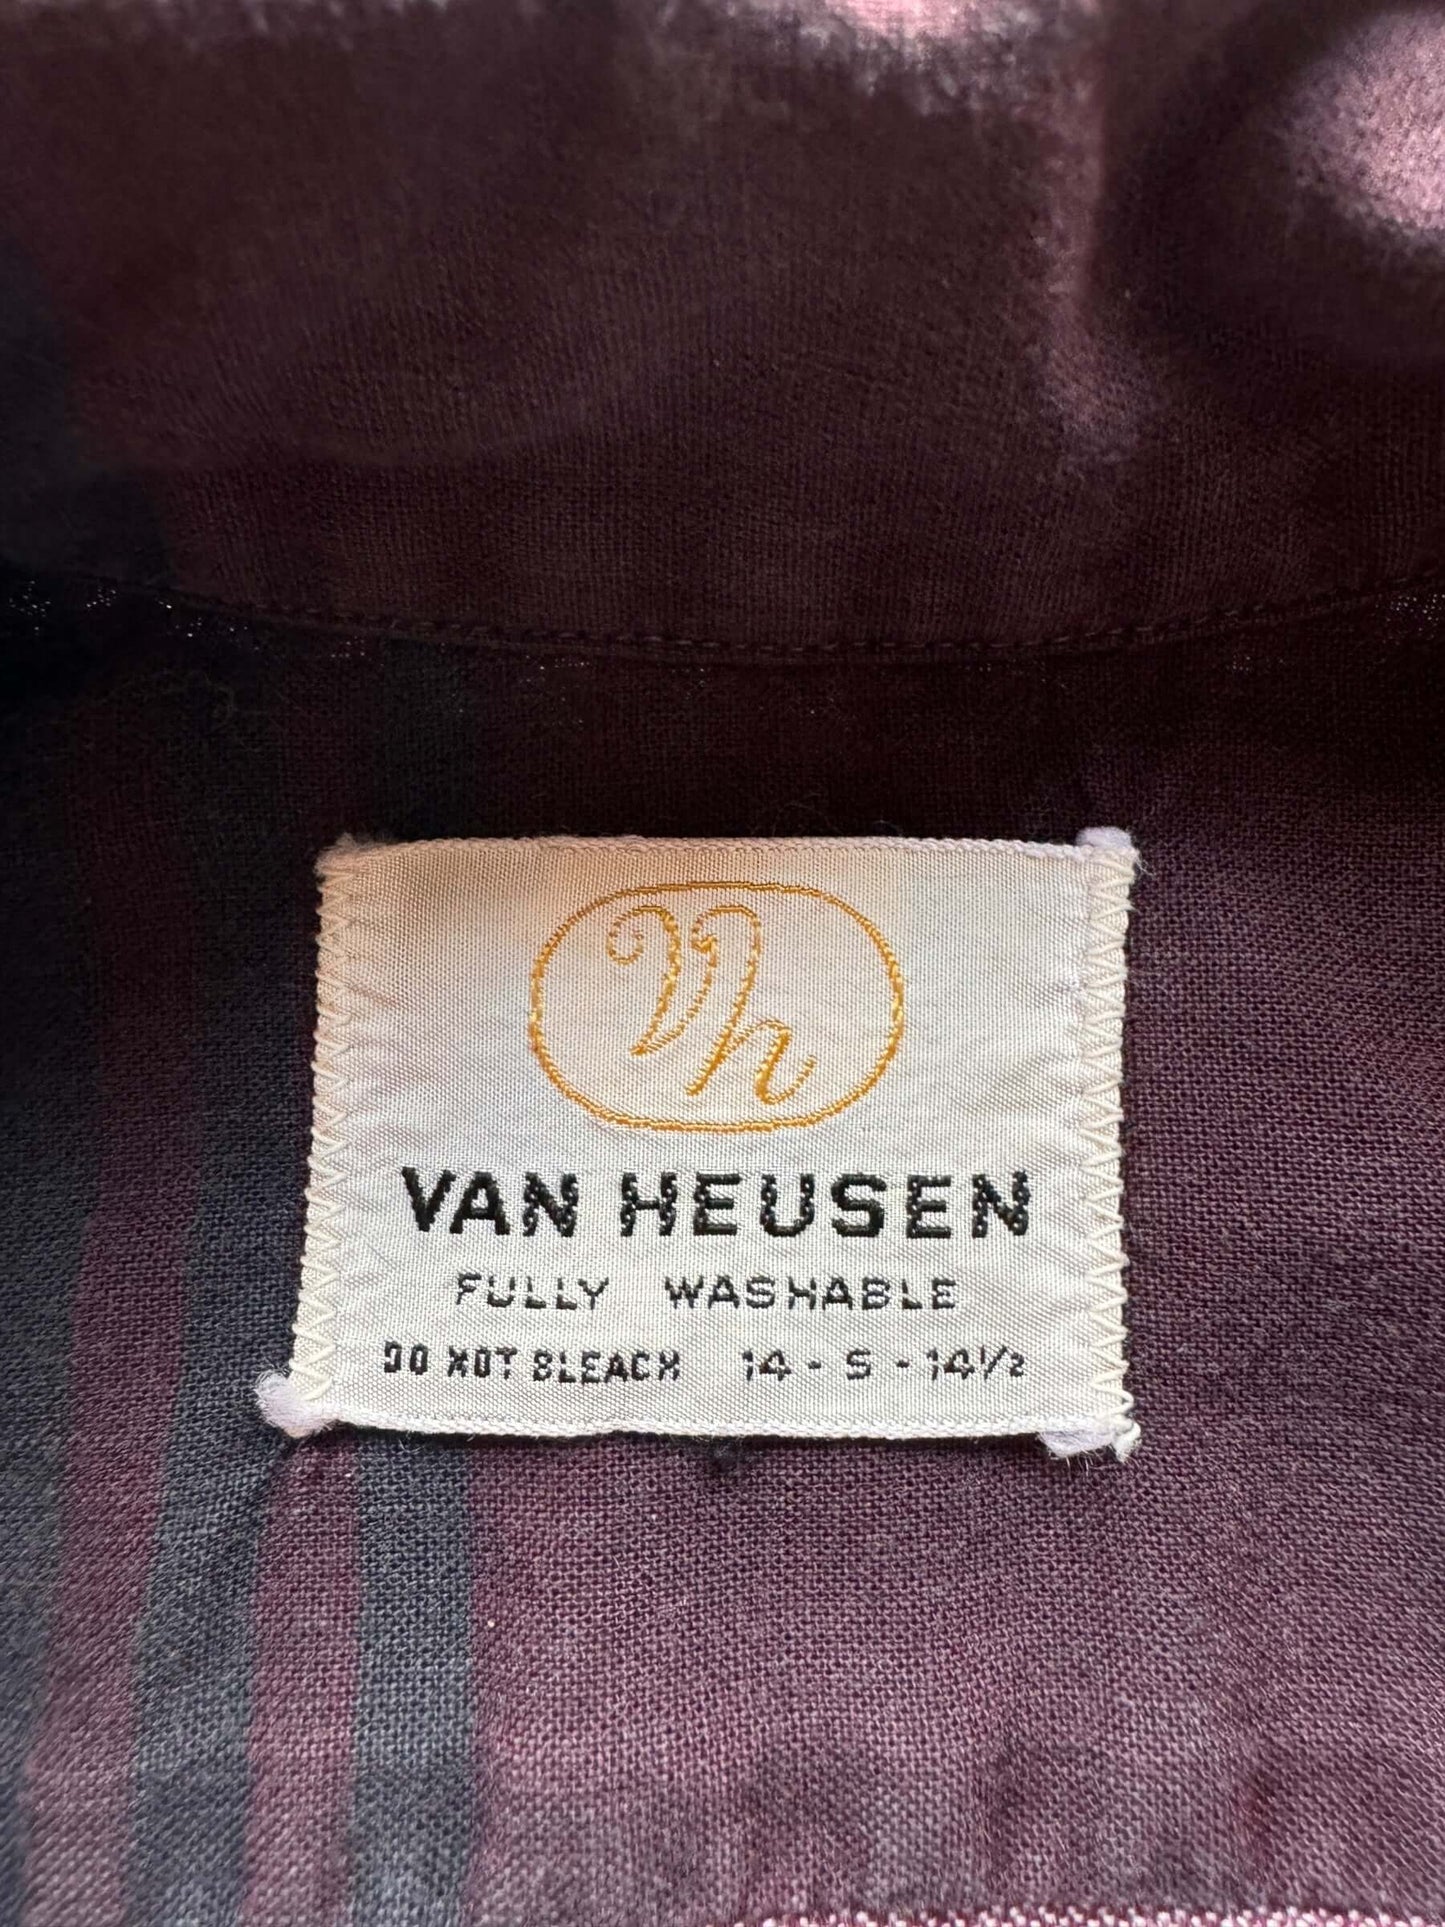 Vh
VAN HEUSEN
FULLY WASHABLE
DO NOT BLEACH 14 - S - 14½